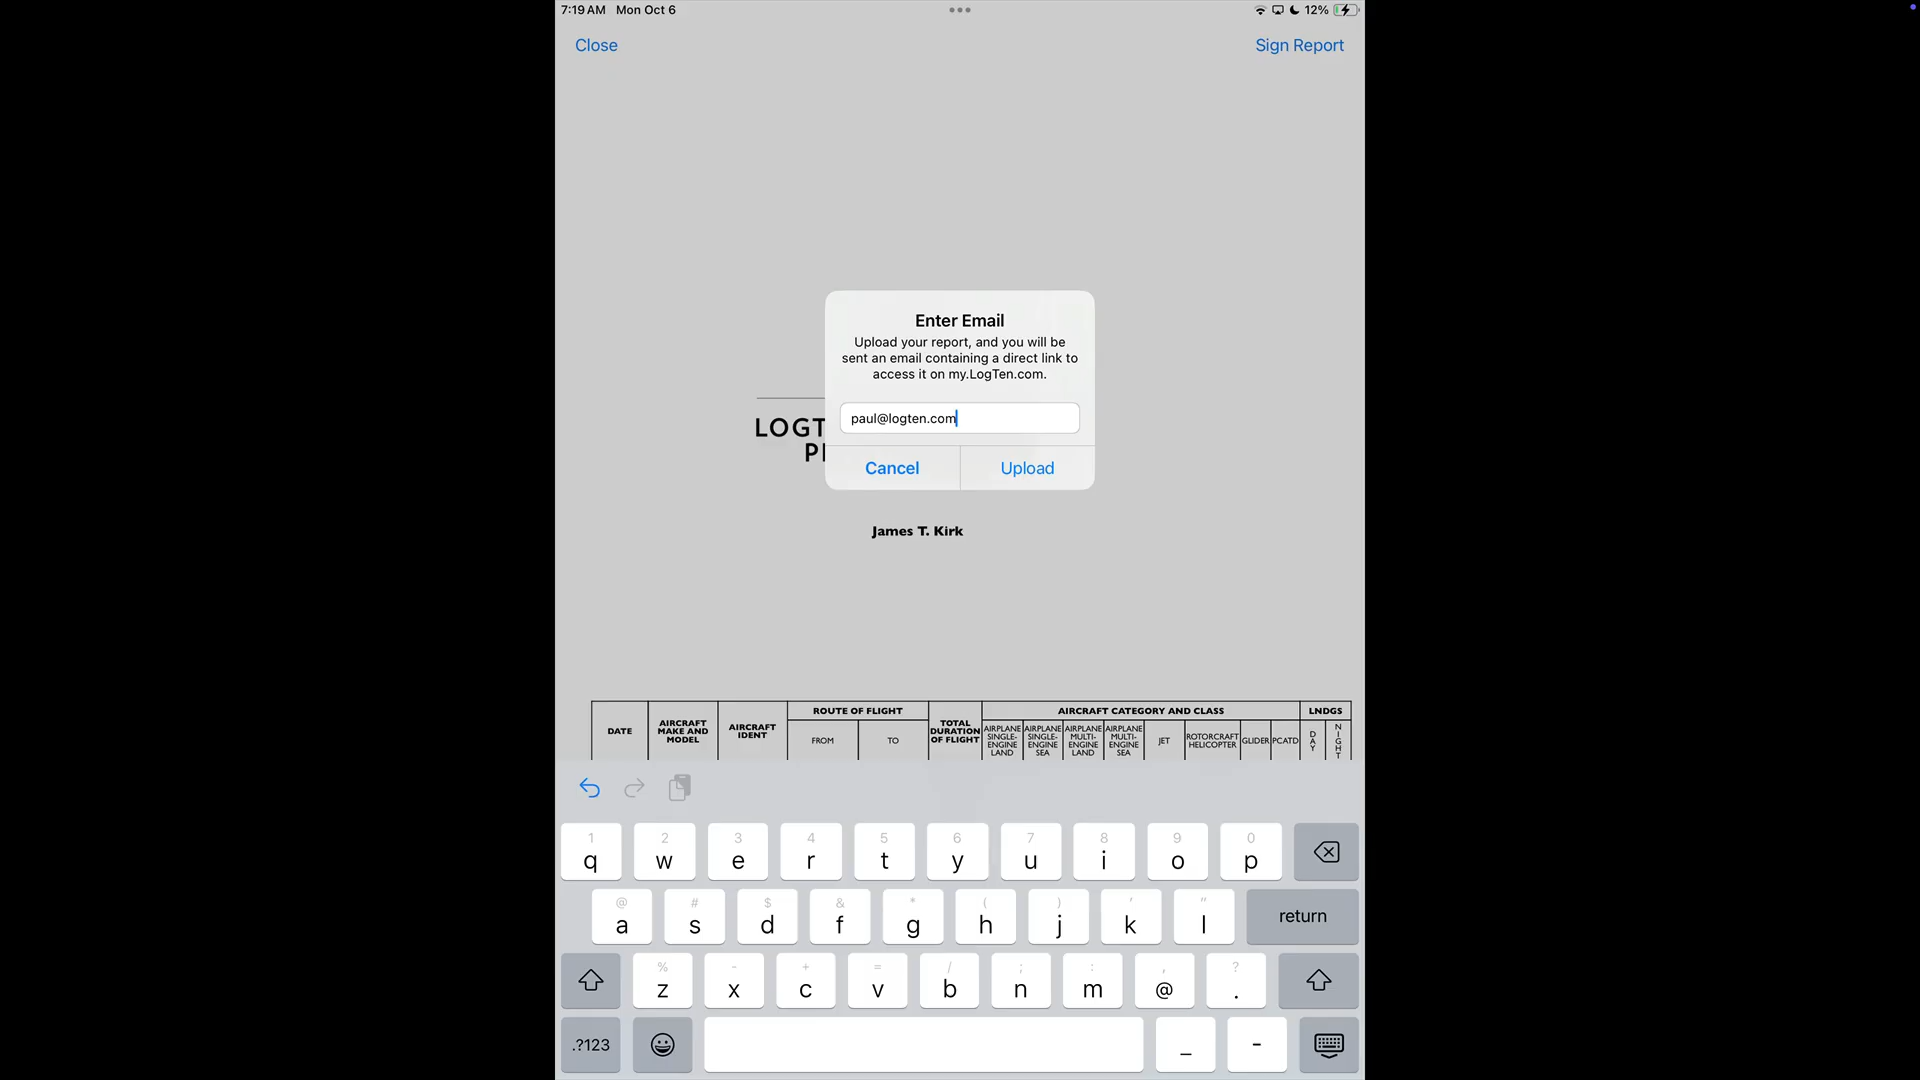 7:19 AM Mon Oct 6
12%
Close
Sign Report
Enter Email
Upload your report, and you will be
sent an email containing a direct link to
access it on my.LogTen.com.
paul@logten.com
Cancel
Upload
LOGT
James T. Kirk
DATE
AIRCRAFT
MAKE AND
MODEL
AIRCRAFT
IDENT
ROUTE OF FLIGHT
FROM
TO
TOTAL
DURATION
OF FLIGHT
AIRCRAFT CATEGORY AND CLASS
AIRPLANE
SINGLE-
ENGINE
LAND
AIRPLANE
SINGLE-
ENGINE
SEA
AIRPLANE
MULTI-
ENGINE
LAND
AIRPLANE
MULTI-
ENGINE
SEA
JET
ROTORCRAFT
HELICOPTER
GLIDER
PCATD
LNDGS
DAY
NIGHT
1 2 3 4 5 6 7 8 9 0
q w e r t y u i o p
@ # $ & * ( ) ' "
a s d f g h j k l return
% - + = / ; : , ?
z x c v b n m @ .
.?123 _ -